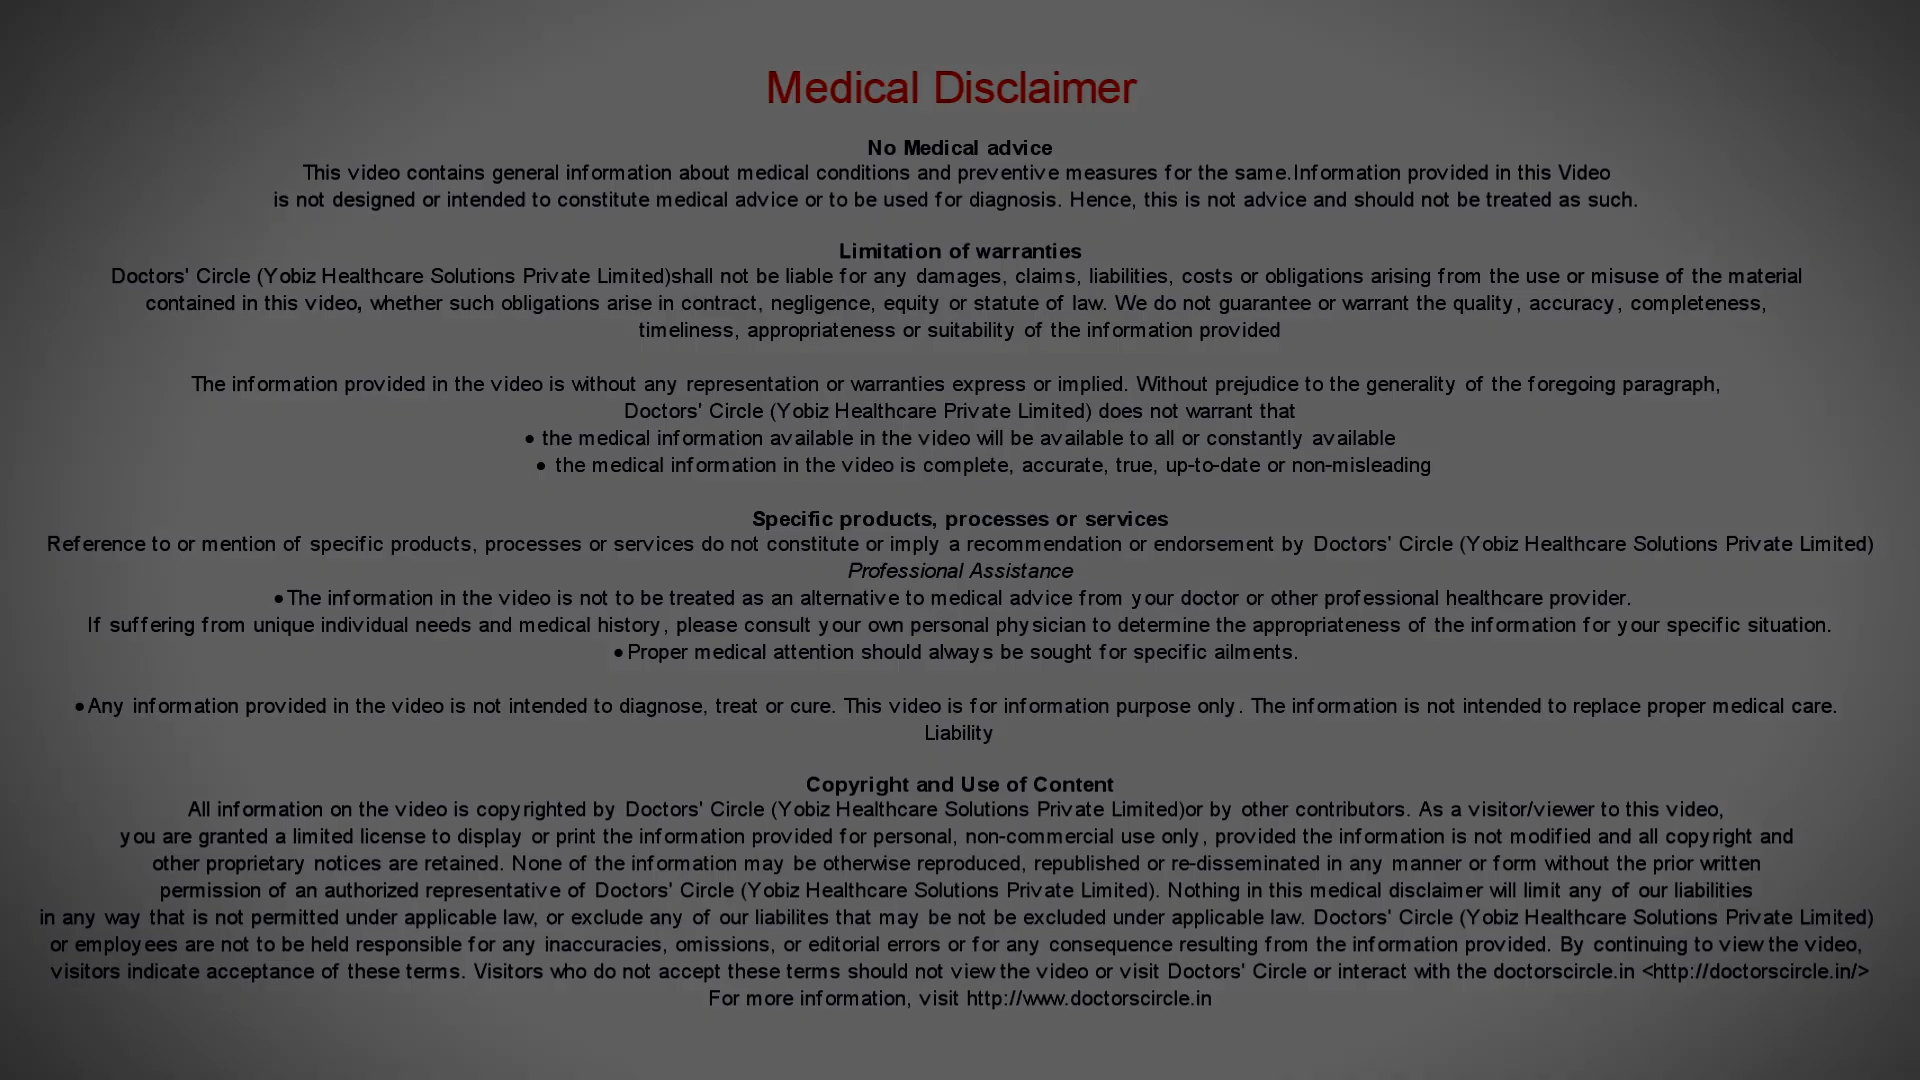 Medical Disclaimer
No Medical advice
This video contains general information about medical conditions and preventive measures for the same.Information provided in this Video
is not designed or intended to constitute medical advice or to be used for diagnosis. Hence, this is not advice and should not be treated as such.
Limitation of warranties
Doctors' Circle (Yobiz Healthcare Solutions Private Limited)shall not be liable for any damages, claims, liabilities, costs or obligations arising from the use or misuse of the material
contained in this video, whether such obligations arise in contract, negligence, equity or statute of law. We do not guarantee or warrant the quality, accuracy, completeness,
timeliness, appropriateness or suitability of the information provided
The information provided in the video is without any representation or warranties express or implied. Without prejudice to the generality of the foregoing paragraph,
Doctors' Circle (Yobiz Healthcare Private Limited) does not warrant that
• the medical information available in the video will be available to all or constantly available
• the medical information in the video is complete, accurate, true, up-to-date or non-misleading
Specific products, processes or services
Reference to or mention of specific products, processes or services do not constitute or imply a recommendation or endorsement by Doctors' Circle (Yobiz Healthcare Solutions Private Limited)
Professional Assistance
•The information in the video is not to be treated as an alternative to medical advice from your doctor or other professional healthcare provider.
If suffering from unique individual needs and medical history, please consult your own personal physician to determine the appropriateness of the information for your specific situation.
•Proper medical attention should always be sought for specific ailments.
•Any information provided in the video is not intended to diagnose, treat or cure. This video is for information purpose only. The information is not intended to replace proper medical care.
Liability
Copyright and Use of Content
All information on the video is copyrighted by Doctors' Circle (Yobiz Healthcare Solutions Private Limited)or by other contributors. As a visitor/viewer to this video,
you are granted a limited license to display or print the information provided for personal, non-commercial use only, provided the information is not modified and all copyright and
other proprietary notices are retained. None of the information may be otherwise reproduced, republished or re-disseminated in any manner or form without the prior written
permission of an authorized representative of Doctors' Circle (Yobiz Healthcare Solutions Private Limited). Nothing in this medical disclaimer will limit any of our liabilities
in any way that is not permitted under applicable law, or exclude any of our liabilites that may be not be excluded under applicable law. Doctors' Circle (Yobiz Healthcare Solutions Private Limited)
or employees are not to be held responsible for any inaccuracies, omissions, or editorial errors or for any consequence resulting from the information provided. By continuing to view the video,
visitors indicate acceptance of these terms. Visitors who do not accept these terms should not view the video or visit Doctors' Circle or interact with the doctorscircle.in <http://doctorscircle.in/>
For more information, visit http://www.doctorscircle.in